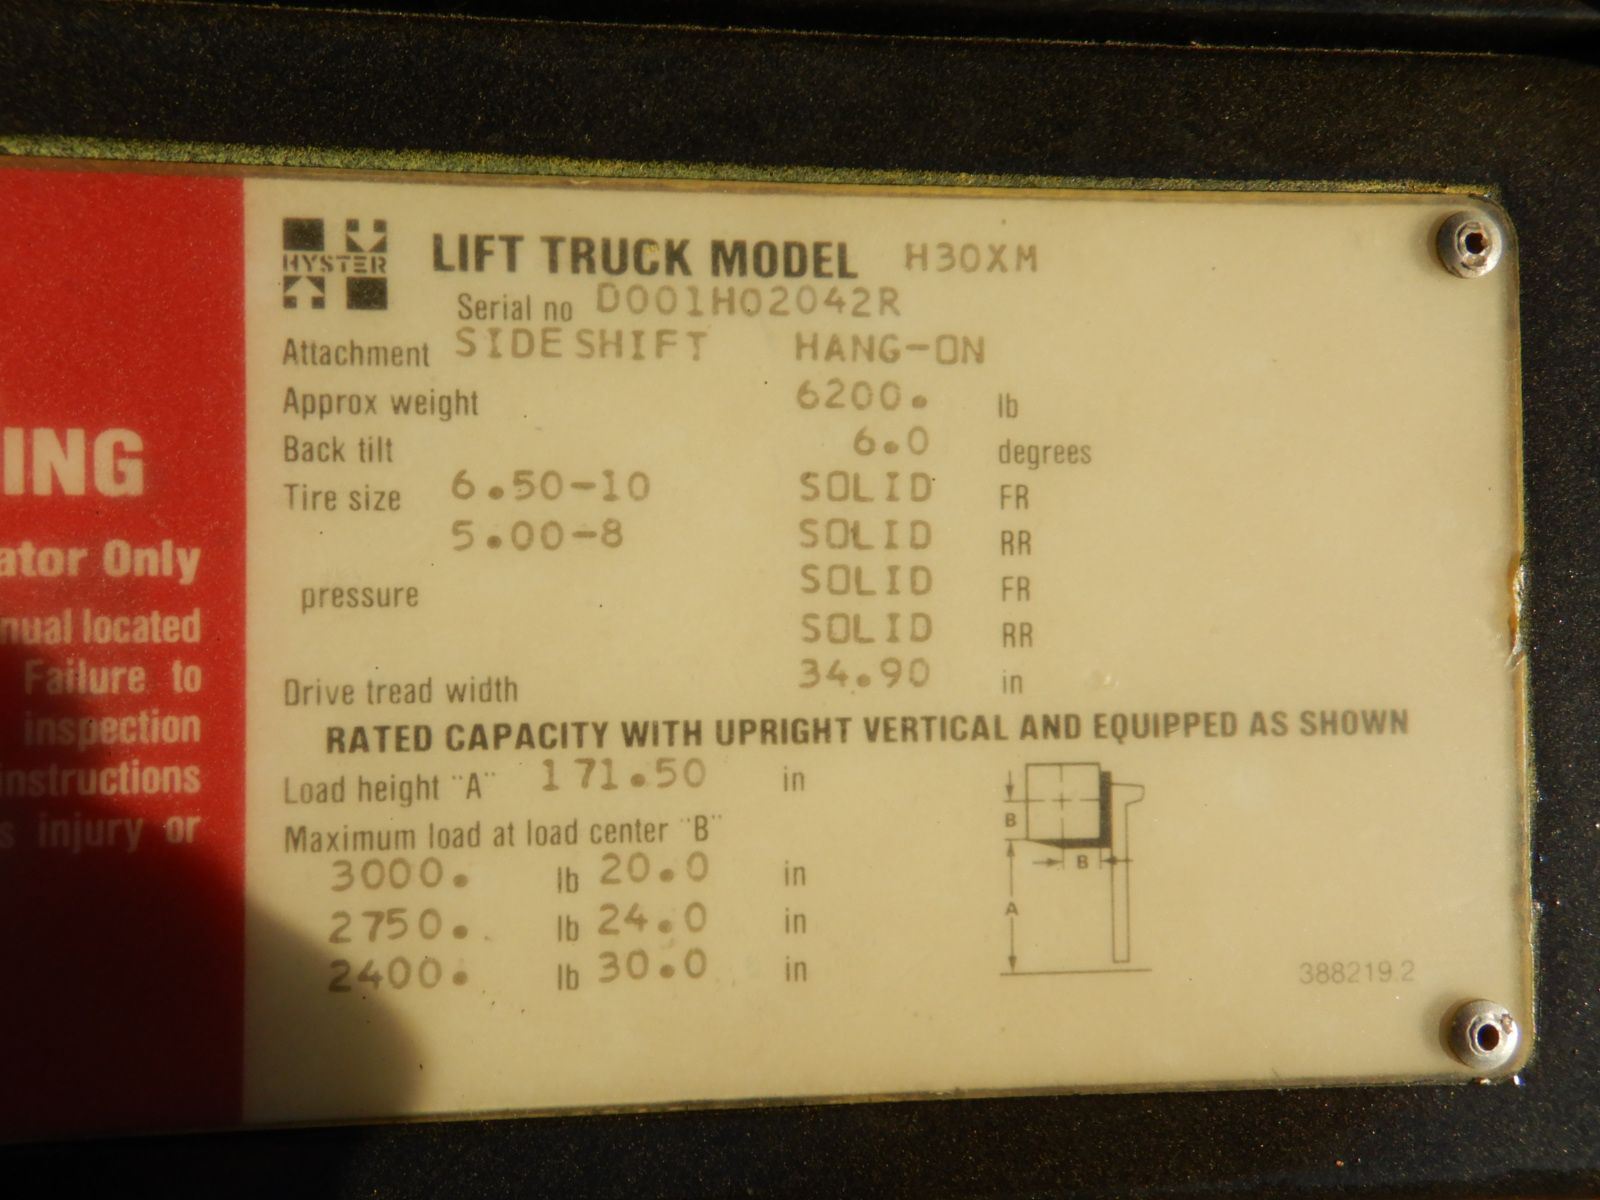 ING
ator Only
nual located
Failure to
inspection
instructions
s injury or
HYSTER
LIFT TRUCK MODEL H30XM
Serial no D001H02042R
Attachment SIDESHIFT HANG-ON
Approx weight 6200. lb
Back tilt 6.0 degrees
Tire size 6.50-10 SOLID FR
5.00-8 SOLID RR
pressure SOLID FR
SOLID RR
Drive tread width 34.90 in
RATED CAPACITY WITH UPRIGHT VERTICAL AND EQUIPPED AS SHOWN
Load height "A" 171.50 in
Maximum load at load center "B"
3000. lb 20.0 in
2750. lb 24.0 in
2400. lb 30.0 in
B
B
A
388219.2